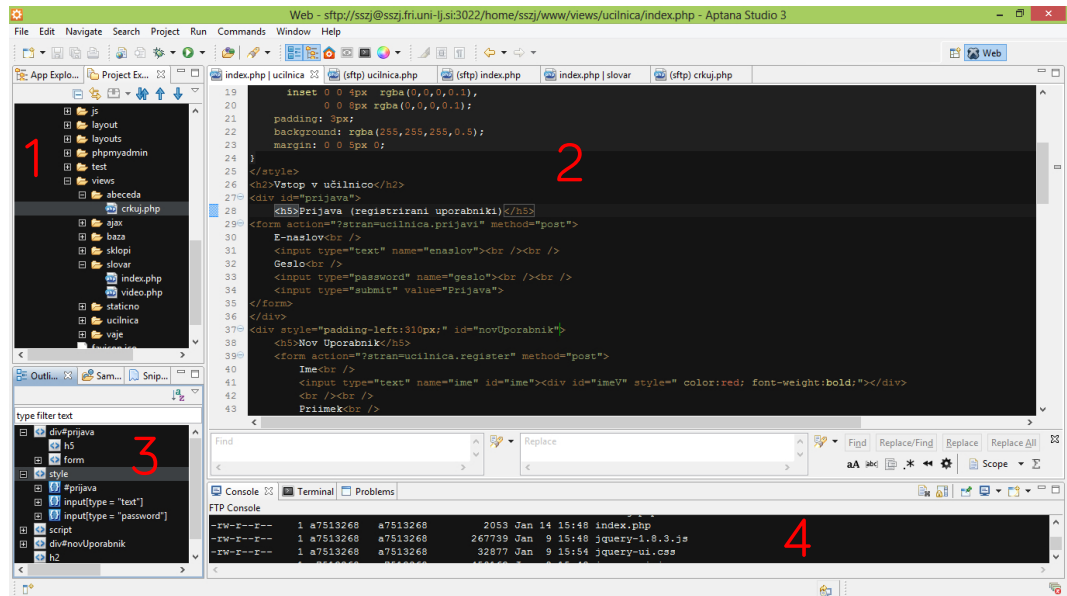 Web - sftp://sszj@sszj.fri.uni-lj.si:3022/home/sszj/www/views/ucilnica/index.php - Aptana Studio 3
File Edit Navigate Search Project Run Commands Window Help
Web
App Explo... Project Ex...
js
layout
layouts
phpmyadmin
test
views
abeceda
crkuj.php
ajax
baza
sklopi
slovar
index.php
video.php
staticno
ucilnica
vaje
favicon.ico
1
index.php | ucilnica (sftp) ucilnica.php (sftp) index.php index.php | slovar (sftp) crkuj.php
19 inset 0 0 4px rgba(0,0,0,0.1),
20 0 0 8px rgba(0,0,0,0.1);
21 padding: 3px;
22 background: rgba(255,255,255,0.5);
23 margin: 0 0 5px 0;
24 }
25 </style>
26 <h2>Vstop v učilnico</h2>
27 <div id="prijava">
28 <h5>Prijava (registrirani uporabniki)</h5>
29 <form action="?stran=ucilnica.prijavi" method="post">
30 E-naslov<br />
31 <input type="text" name="enaslov"><br /><br />
32 Geslo<br />
33 <input type="password" name="geslo"><br /><br />
34 <input type="submit" value="Prijava">
35 </form>
36 </div>
37 <div style="padding-left:310px;" id="novUporabnik">
38 <h5>Nov Uporabnik</h5>
39 <form action="?stran=ucilnica.register" method="post">
40 Ime<br />
41 <input type="text" name="ime" id="ime"><div id="imeV" style=" color:red; font-weight:bold;"></div>
42 <br /><br />
43 Priimek<br />
2
Outli... Sam... Snip...
type filter text
div#prijava
h5
form
style
#prijava
input[type = "text"]
input[type = "password"]
script
div#novUporabnik
h2
3
Find Replace Find Replace/Find Replace Replace All
Scope
Console Terminal Problems
FTP Console
-rw-r--r-- 1 a7513268 a7513268 2053 Jan 14 15:48 index.php
-rw-r--r-- 1 a7513268 a7513268 267739 Jan 9 15:48 jquery-1.8.3.js
-rw-r--r-- 1 a7513268 a7513268 32877 Jan 9 15:54 jquery-ui.css
4